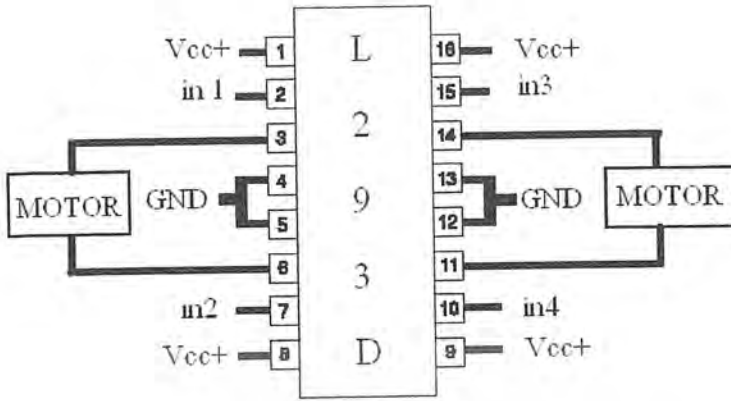 Vcc+ 1 L 16 Vcc+
in 1 2 15 in3
3 2 14
MOTOR GND 4 9 13 GND MOTOR
5 12
6 3 11
in2 7 10 in4
Vcc+ 8 D 9 Vcc+